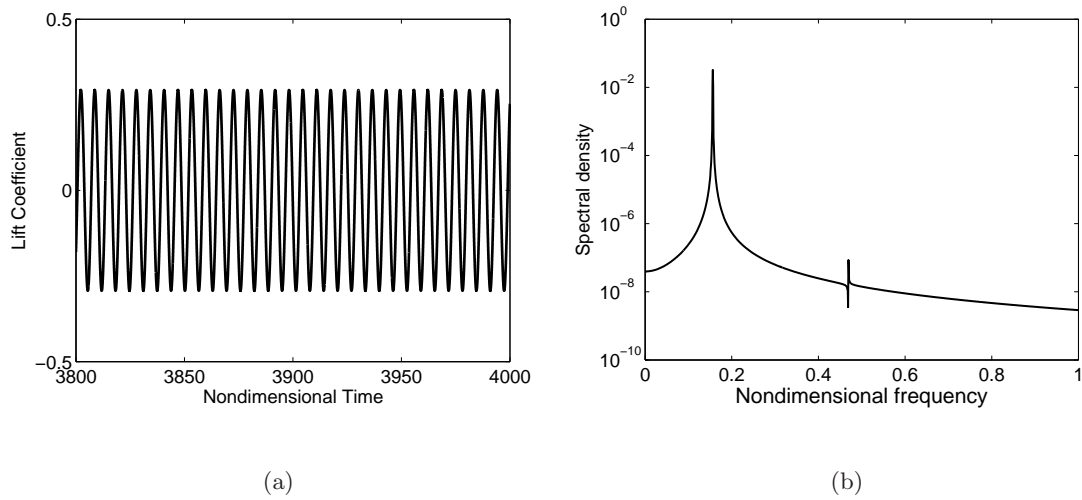 0.5
0
−0.5
3800 3850 3900 3950 4000
Nondimensional Time
Lift Coefficient
(a)
10^0
10^−2
10^−4
10^−6
10^−8
10^−10
0 0.2 0.4 0.6 0.8 1
Nondimensional frequency
Spectral density
(b)